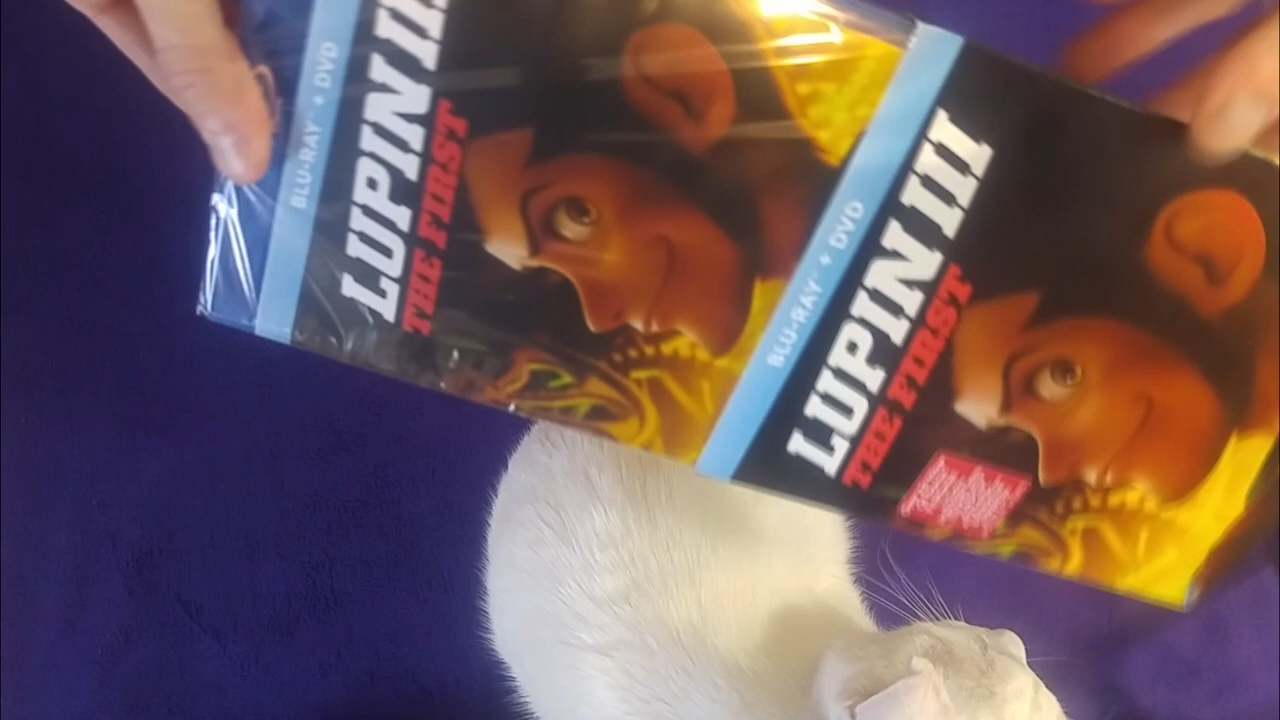 BLU-RAY + DVD
LUPIN III
THE FIRST
BLU-RAY + DVD
LUPIN III
THE FIRST